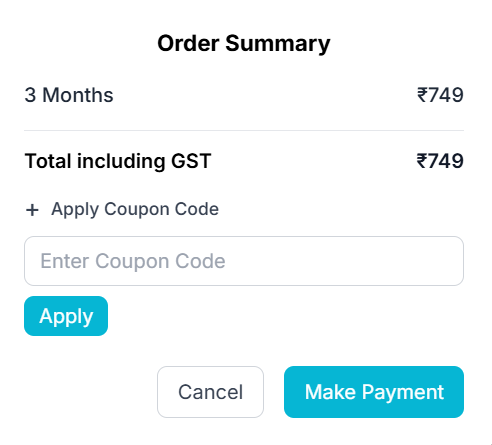 Order Summary
3 Months ₹749
Total including GST ₹749
+ Apply Coupon Code
Enter Coupon Code
Apply
Cancel Make Payment